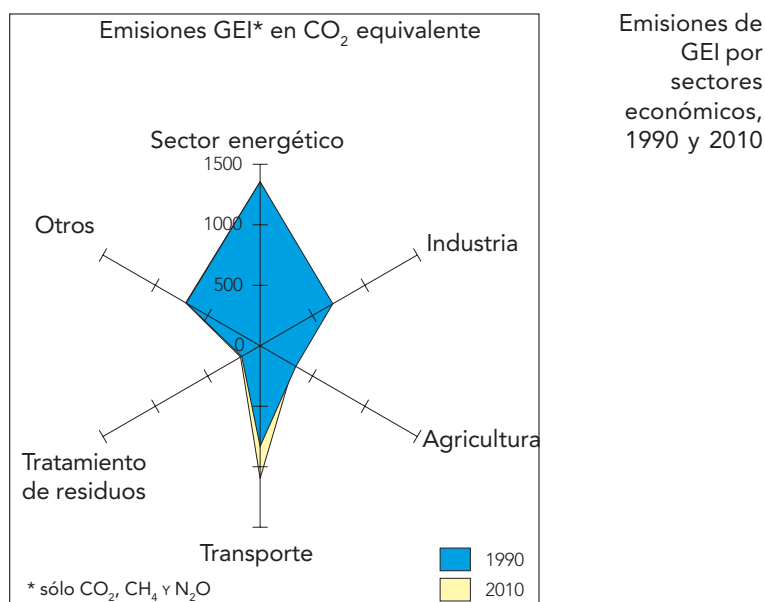 Emisiones GEI* en CO₂ equivalente
Emisiones de
GEI por
sectores
económicos,
1990 y 2010
Sector energético
1500
1000
500
0
Otros
Industria
Agricultura
Tratamiento
de residuos
Transporte
1990
2010
* sólo CO₂, CH₄ Y N₂O